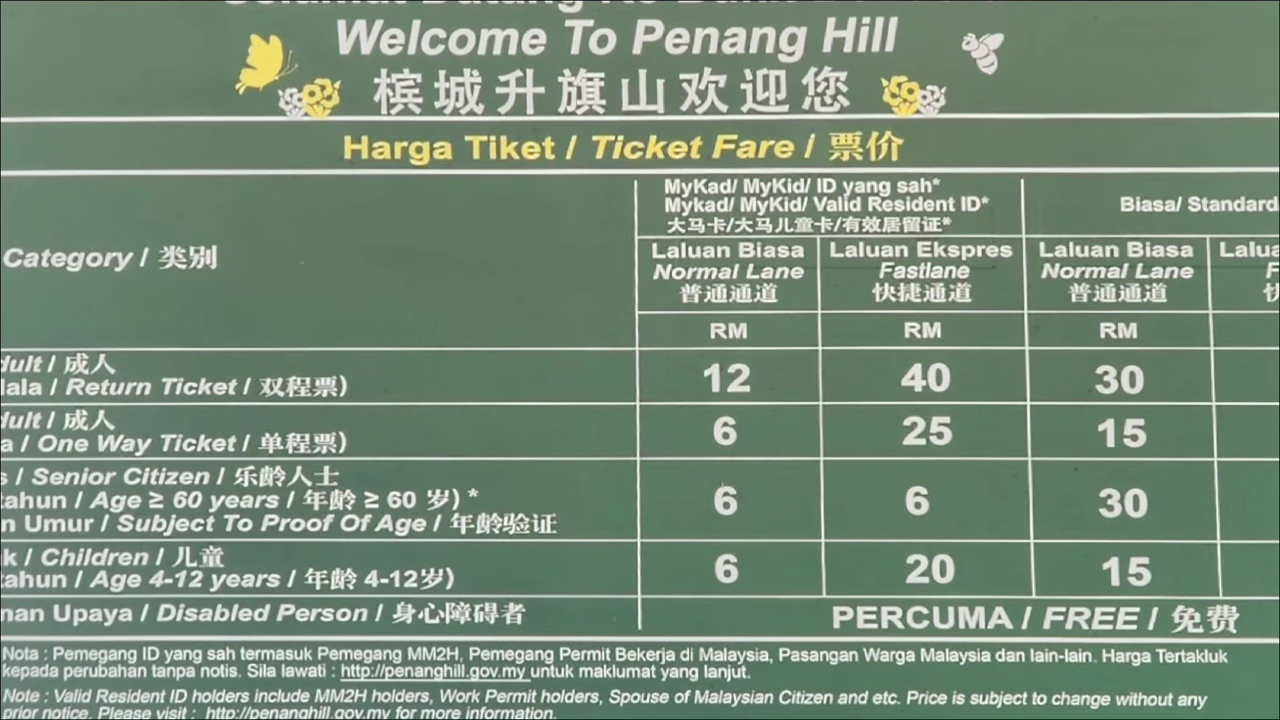 Welcome To Penang Hill
槟城升旗山欢迎您
Harga Tiket / Ticket Fare / 票价
MyKad/ MyKid/ ID yang sah*
Mykad/ MyKid/ Valid Resident ID*
大马卡/大马儿童卡/有效居留证*
Biasa/ Standard
Category / 类别
Laluan Biasa
Normal Lane
普通通道
Laluan Ekspres
Fastlane
快捷通道
Laluan Biasa
Normal Lane
普通通道
RM RM RM
/ 成人
/ Return Ticket / 双程票)
12 40 30
/ 成人
/ One Way Ticket / 单程票)
6 25 15
/ Senior Citizen / 乐龄人士
tahun / Age ≥ 60 years / 年龄 ≥ 60 岁) *
Umur / Subject To Proof Of Age / 年龄验证
6 6 30
/ Children / 儿童
tahun / Age 4-12 years / 年龄 4-12岁)
6 20 15
Upaya / Disabled Person / 身心障碍者
PERCUMA / FREE / 免费
Nota : Pemegang ID yang sah termasuk Pemegang MM2H, Pemegang Permit Bekerja di Malaysia, Pasangan Warga Malaysia dan lain-lain. Harga Tertakluk
kepada perubahan tanpa notis. Sila lawati : http://penanghill.gov.my untuk maklumat yang lanjut.
Note : Valid Resident ID holders include MM2H holders, Work Permit holders, Spouse of Malaysian Citizen and etc. Price is subject to change without any
prior notice. Please visit : http://penanghill.gov.my for more information.